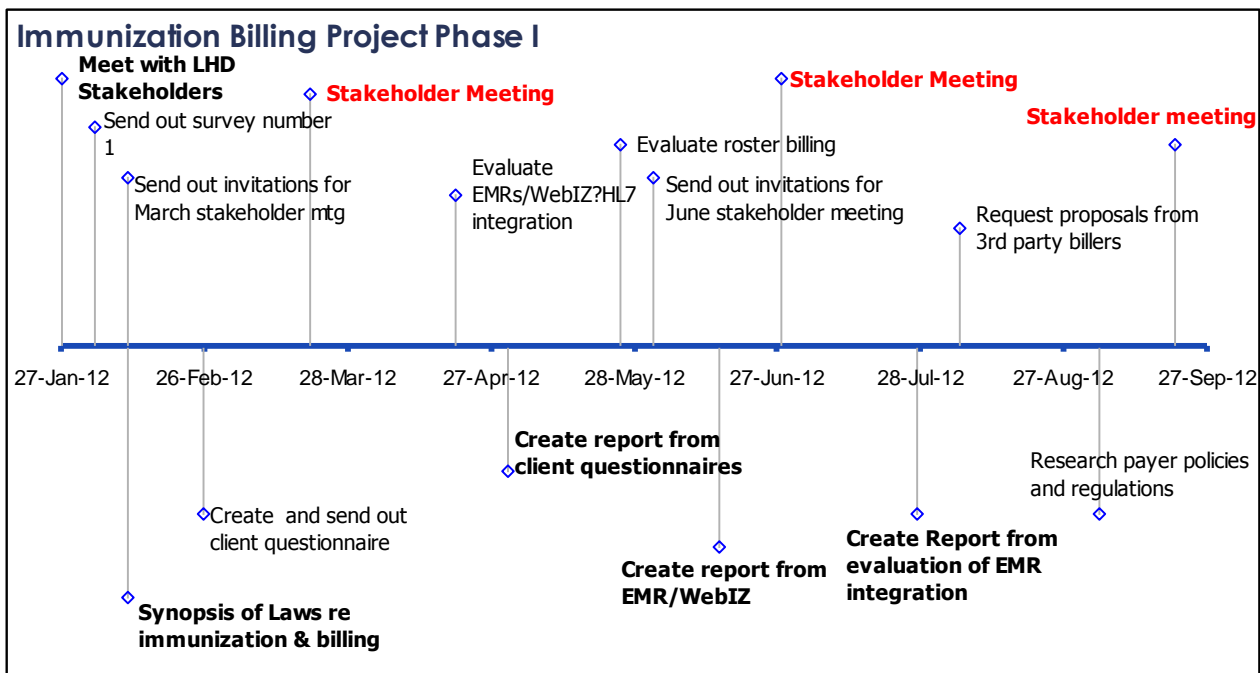 Immunization Billing Project Phase I
Meet with LHD
Stakeholders
Stakeholder Meeting
Stakeholder Meeting
Stakeholder meeting
Send out survey number
1
Evaluate roster billing
Send out invitations for
March stakeholder mtg
Evaluate
EMRs/WebIZ?HL7
integration
Send out invitations for
June stakeholder meeting
Request proposals from
3rd party billers
27-Jan-12
26-Feb-12
28-Mar-12
27-Apr-12
28-May-12
27-Jun-12
28-Jul-12
27-Aug-12
27-Sep-12
Create report from
client questionnaires
Research payer policies
and regulations
Create and send out
client questionnaire
Create report from
EMR/WebIZ
Create Report from
evaluation of EMR
integration
Synopsis of Laws re
immunization & billing